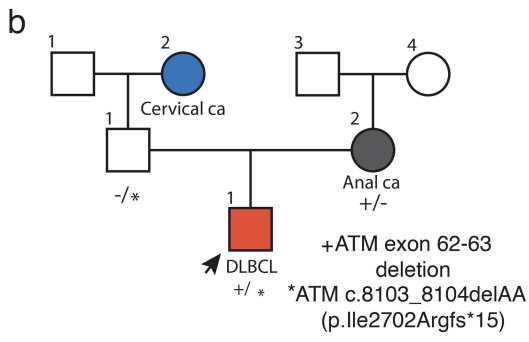 b
1
2
3
4
Cervical ca
1
2
-/*
Anal ca
+/-
1
DLBCL
+/ *
+ATM exon 62-63
deletion
*ATM c.8103_8104delAA
(p.Ile2702Argfs*15)